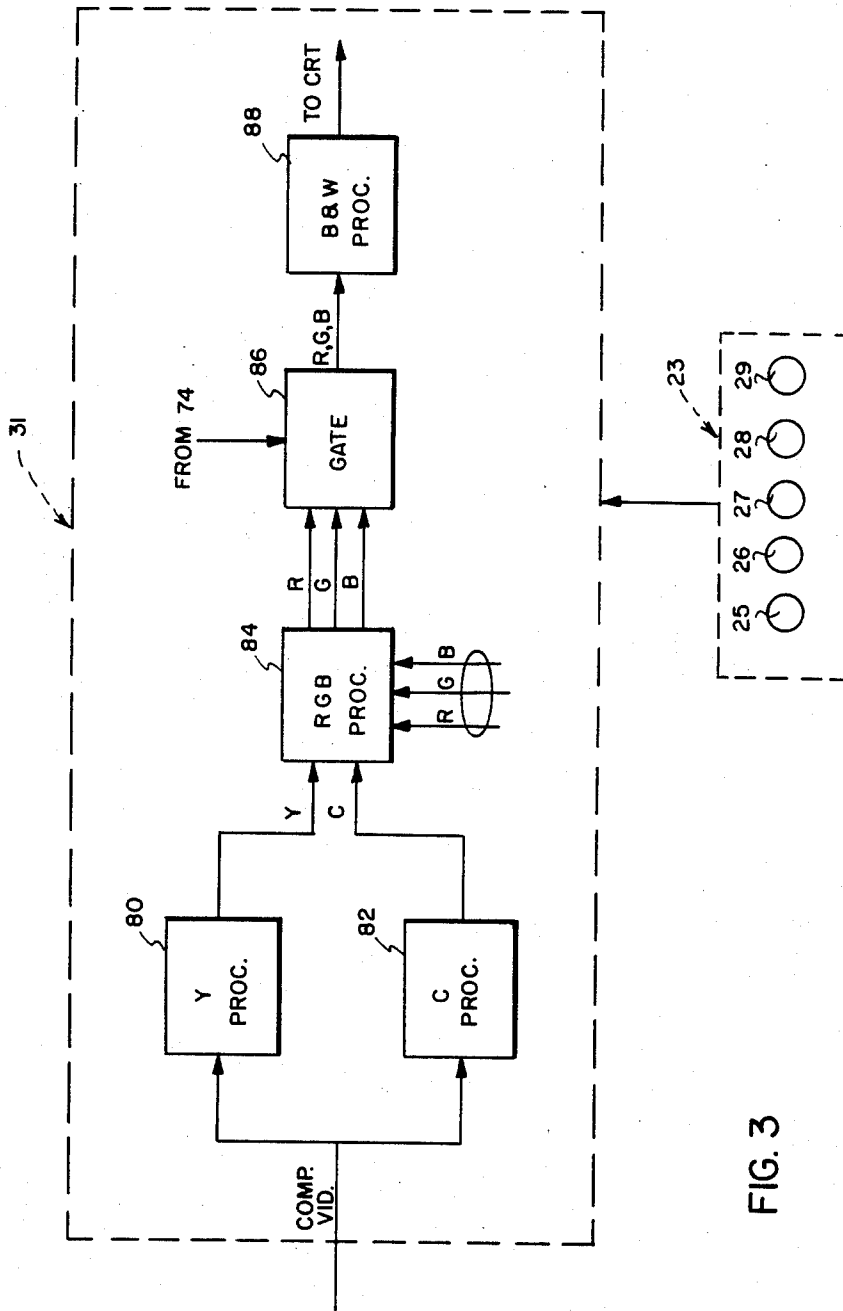 31
COMP.
VID.
80
Y
PROC.
82
C
PROC.
Y
C
84
RGB
PROC.
R
G
B
R
G
B
FROM 74
86
GATE
R,G,B
88
B&W
PROC.
TO CRT
23
25
26
27
28
29
FIG. 3